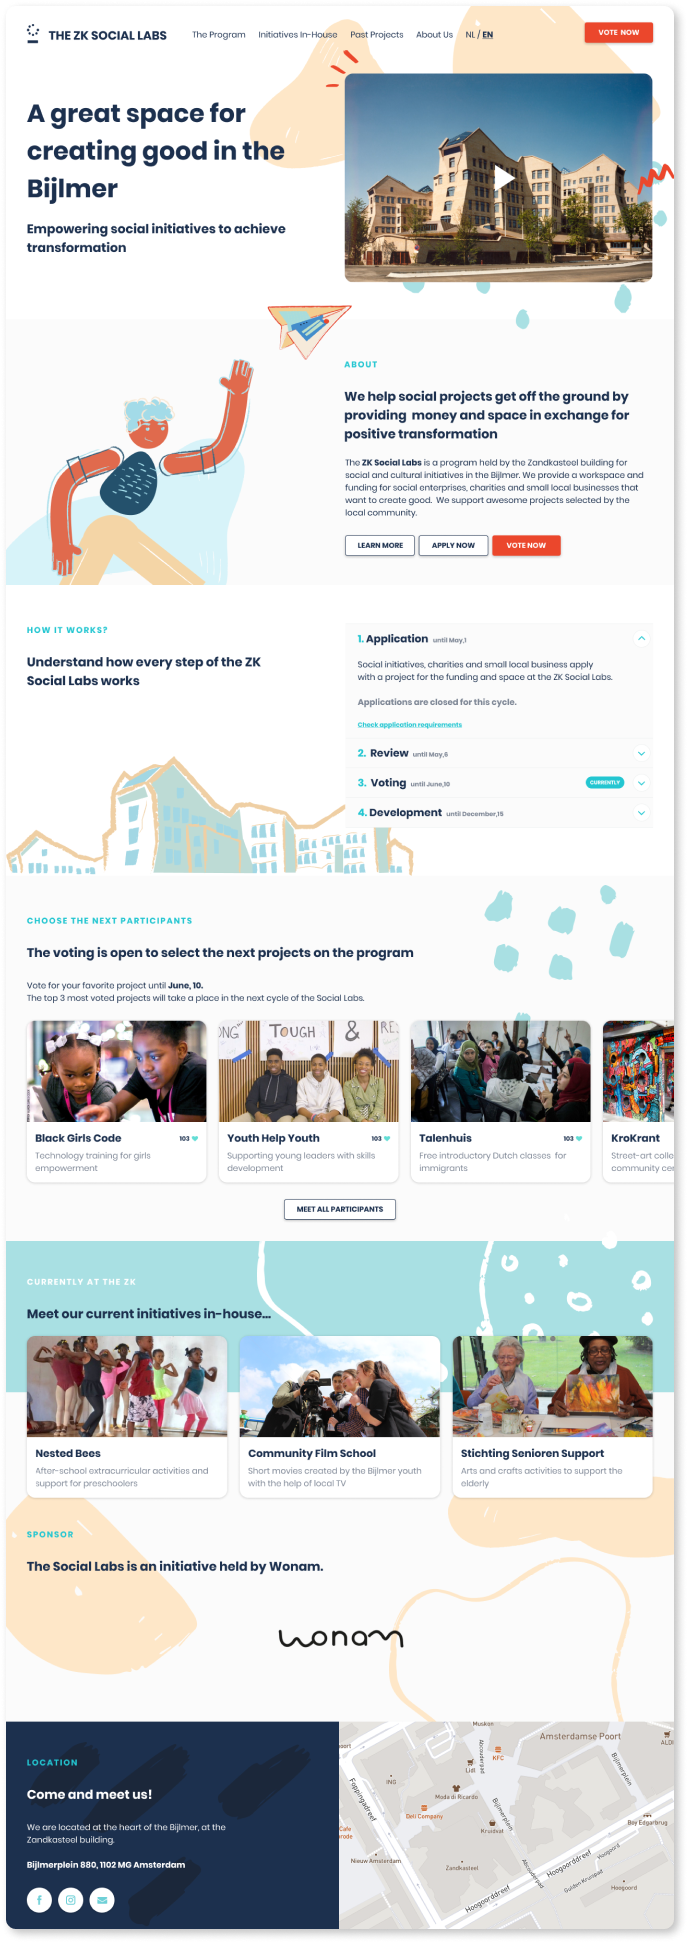 THE ZK SOCIAL LABS
The Program
Initiatives In-House
Past Projects
About Us
NL / EN
VOTE NOW
A great space for
creating good in the
Bijlmer
Empowering social initiatives to achieve
transformation
ABOUT
We help social projects get off the ground by
providing money and space in exchange for
positive transformation
The ZK Social Labs is a program held by the Zandkasteel building for
social and cultural initiatives in the Bijlmer. We provide a workspace and
funding for social enterprises, charities and small local businesses that
want to create good. We support awesome projects selected by the
local community.
LEARN MORE
APPLY NOW
VOTE NOW
HOW IT WORKS?
Understand how every step of the ZK
Social Labs works
1. Application until May,1
Social initiatives, charities and small local business apply
with a project for the funding and space at the ZK Social Labs.
Applications are closed for this cycle.
Check application requirements
2. Review until May,6
3. Voting until June,10
CURRENTLY
4. Development until December,15
CHOOSE THE NEXT PARTICIPANTS
The voting is open to select the next projects on the program
Vote for your favorite project until June, 10.
The top 3 most voted projects will take a place in the next cycle of the Social Labs.
ONG TOUGH & RES
Black Girls Code 103
Technology training for girls
empowerment
Youth Help Youth 103
Supporting young leaders with skills
development
Talenhuis 103
Free introductory Dutch classes for
immigrants
KroKrant
Street-art colle
community cer
MEET ALL PARTICIPANTS
CURRENTLY AT THE ZK
Meet our current initiatives in-house...
Nested Bees
After-school extracurricular activities and
support for preschoolers
Community Film School
Short movies created by the Bijlmer youth
with the help of local TV
Stichting Senioren Support
Arts and crafts activities to support the
elderly
SPONSOR
The Social Labs is an initiative held by Wonam.
wonam
LOCATION
Come and meet us!
We are located at the heart of the Bijlmer, at the
Zandkasteel building.
Bijlmerplein 880, 1102 MG Amsterdam
Muskan
Amsterdamse Poort
ALDI
KFC
Lidl
Abcouderpad
Bijlmerplein
ING
Foppingadreef
Moda di Ricardo
Deli Company
Bijlmerplein
Kruidvat
Bay Edgarbrug
Cafe
Nieuw Amsterdam
Zandkasteel
Hoogoord
Hoogoorddreef
Abcouderpad
Gulden Kruispad
Hoogoord
Hoogoorddreef